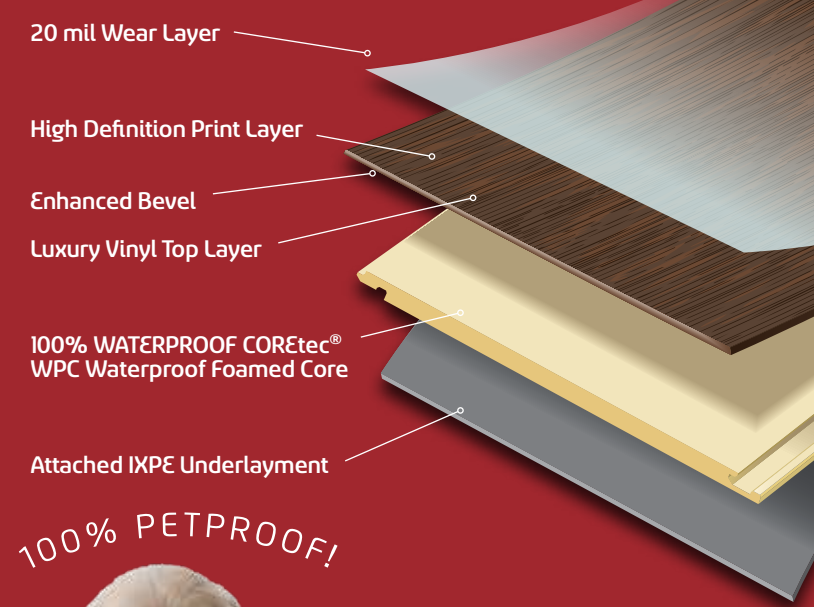 20 mil Wear Layer
High Definition Print Layer
Enhanced Bevel
Luxury Vinyl Top Layer
100% WATERPROOF COREtec®
WPC Waterproof Foamed Core
Attached IXPE Underlayment
100% PETPROOF!